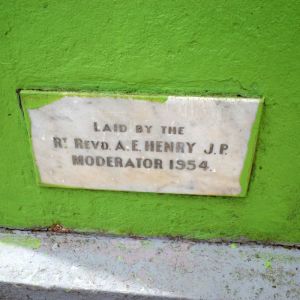 LAID BY THE
RT REVD. A. E. HENRY J.P.
MODERATOR 1954.